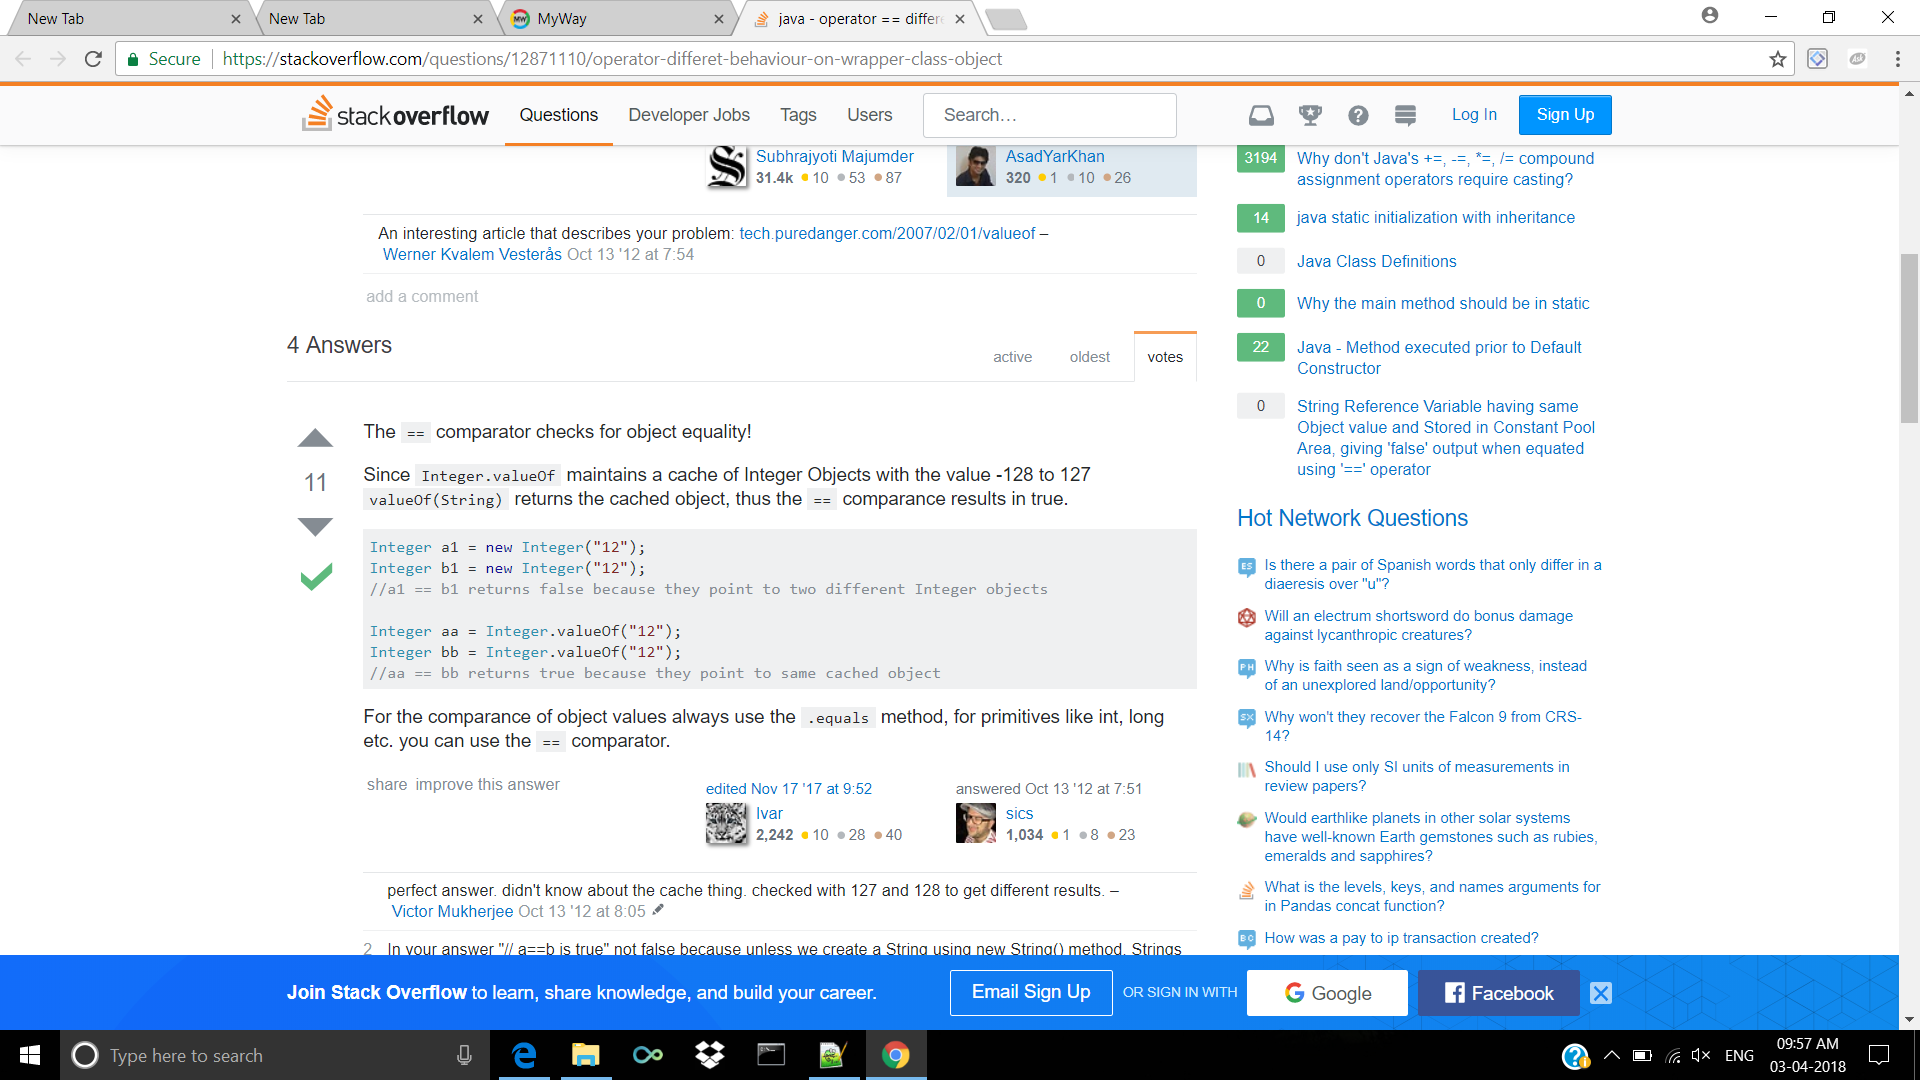 New Tab
New Tab
MyWay
java - operator == differe
Secure
https://stackoverflow.com/questions/12871110/operator-differet-behaviour-on-wrapper-class-object
stackoverflow
Questions
Developer Jobs
Tags
Users
Search...
Log In
Sign Up
Subhrajyoti Majumder
31.4k 10 53 87
AsadYarKhan
320 1 10 26
An interesting article that describes your problem: tech.puredanger.com/2007/02/01/valueof –
Werner Kvalem Vesterås Oct 13 '12 at 7:54
add a comment
4 Answers
active
oldest
votes
11
The == comparator checks for object equality!
Since Integer.valueOf maintains a cache of Integer Objects with the value -128 to 127
valueOf(String) returns the cached object, thus the == comparance results in true.
Integer a1 = new Integer("12");
Integer b1 = new Integer("12");
//a1 == b1 returns false because they point to two different Integer objects
Integer aa = Integer.valueOf("12");
Integer bb = Integer.valueOf("12");
//aa == bb returns true because they point to same cached object
For the comparance of object values always use the .equals method, for primitives like int, long
etc. you can use the == comparator.
share improve this answer
edited Nov 17 '17 at 9:52
Ivar
2,242 10 28 40
answered Oct 13 '12 at 7:51
sics
1,034 1 8 23
perfect answer. didn't know about the cache thing. checked with 127 and 128 to get different results. –
Victor Mukherjee Oct 13 '12 at 8:05
2 In your answer "// a==b is true" not false because unless we create a String using new String() method. Strings
3194
Why don't Java's +=, -=, *=, /= compound
assignment operators require casting?
14
java static initialization with inheritance
0
Java Class Definitions
0
Why the main method should be in static
22
Java - Method executed prior to Default
Constructor
0
String Reference Variable having same
Object value and Stored in Constant Pool
Area, giving 'false' output when equated
using '==' operator
Hot Network Questions
ES
Is there a pair of Spanish words that only differ in a
diaeresis over "u"?
Will an electrum shortsword do bonus damage
against lycanthropic creatures?
PH
Why is faith seen as a sign of weakness, instead
of an unexplored land/opportunity?
SX
Why won't they recover the Falcon 9 from CRS-
14?
Should I use only SI units of measurements in
review papers?
Would earthlike planets in other solar systems
have well-known Earth gemstones such as rubies,
emeralds and sapphires?
What is the levels, keys, and names arguments for
in Pandas concat function?
BC
How was a pay to ip transaction created?
Join Stack Overflow to learn, share knowledge, and build your career.
Email Sign Up
OR SIGN IN WITH
Google
Facebook
Type here to search
ENG
09:57 AM
03-04-2018